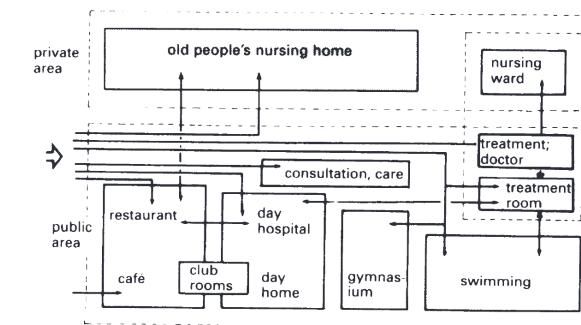 private
area
old people's nursing home
nursing
ward
treatment;
doctor
consultation, care
treatment
room
public
area
restaurant
day
hospital
café
club
rooms
day
home
gymnas-
ium
swimming